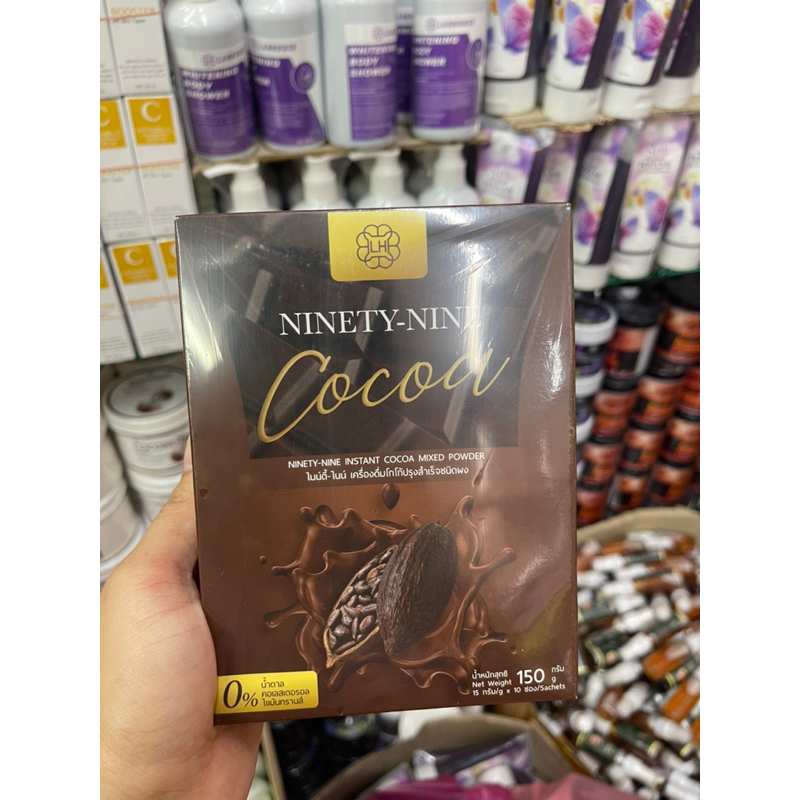 BOOSTER
WHITENING
BODY
SHOWER
WHITENING
BODY
SHOWER
C
C
C
LH
NINETY-NINE
Cocoa
NINETY-NINE INSTANT COCOA MIXED POWDER
ไนน์ตี้-ไนน์ เครื่องดื่มโกโก้ปรุงสำเร็จชนิดผง
0%
น้ำตาล
คอเลสเตอรอล
ไขมันทรานส์
น้ำหนักสุทธิ
Net Weight 150 กรัม
g
15 กรัม/g x 10 ซอง/Sachets